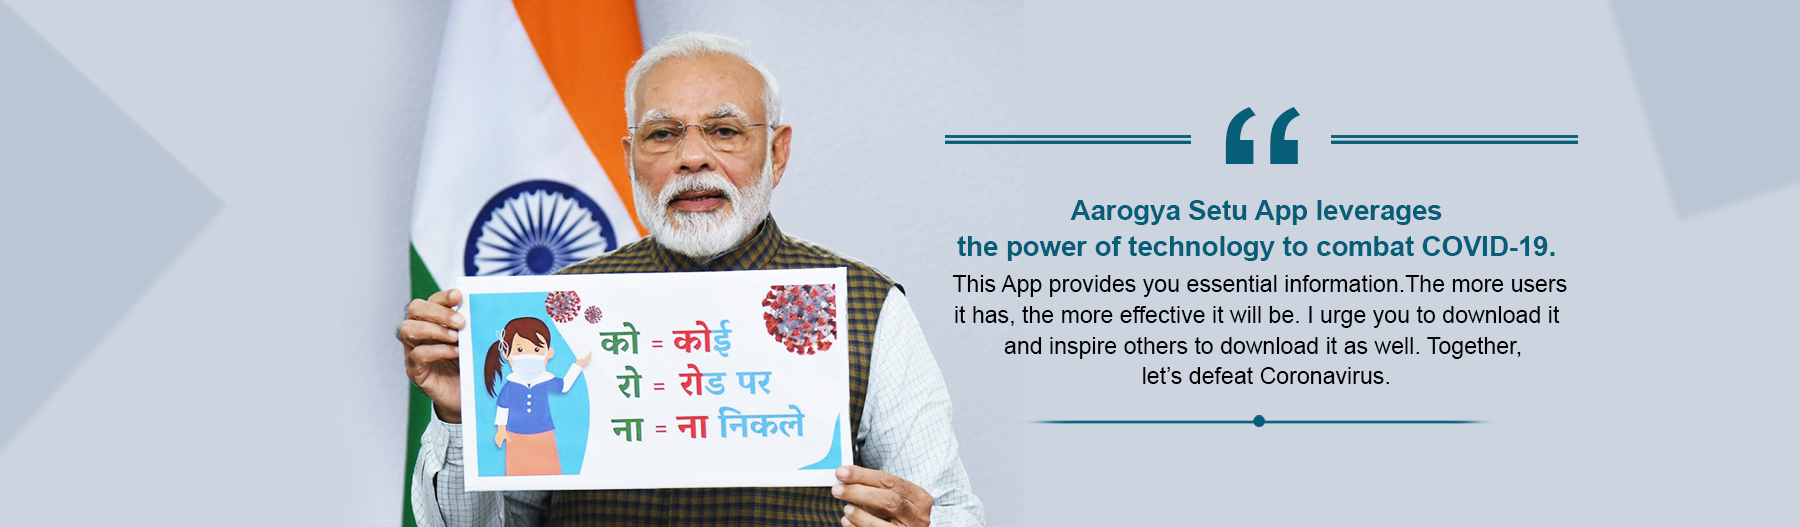 को = कोई
रो = रोड पर
ना = ना निकले
“
Aarogya Setu App leverages
the power of technology to combat COVID-19.
This App provides you essential information.The more users
it has, the more effective it will be. I urge you to download it
and inspire others to download it as well. Together,
let’s defeat Coronavirus.